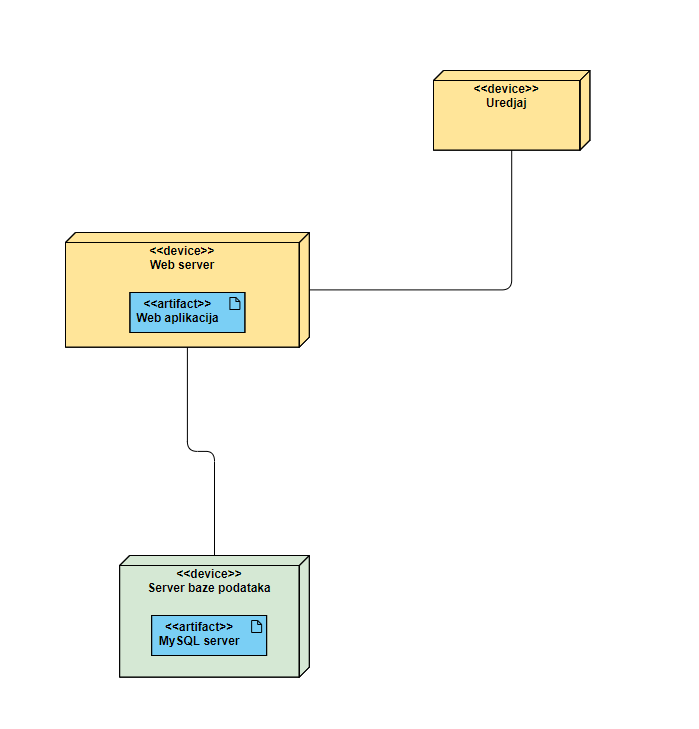 <<device>>
Uredjaj
<<device>>
Web server
<<artifact>>
Web aplikacija
<<device>>
Server baze podataka
<<artifact>>
MySQL server